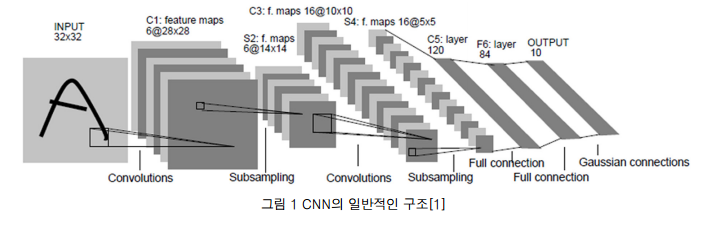 INPUT
32x32
C1: feature maps
6@28x28
S2: f. maps
6@14x14
C3: f. maps 16@10x10
S4: f. maps 16@5x5
C5: layer
120
F6: layer
84
OUTPUT
10
Convolutions
Subsampling
Convolutions
Subsampling
Full connection
Full connection
Gaussian connections
그림 1 CNN의 일반적인 구조[1]